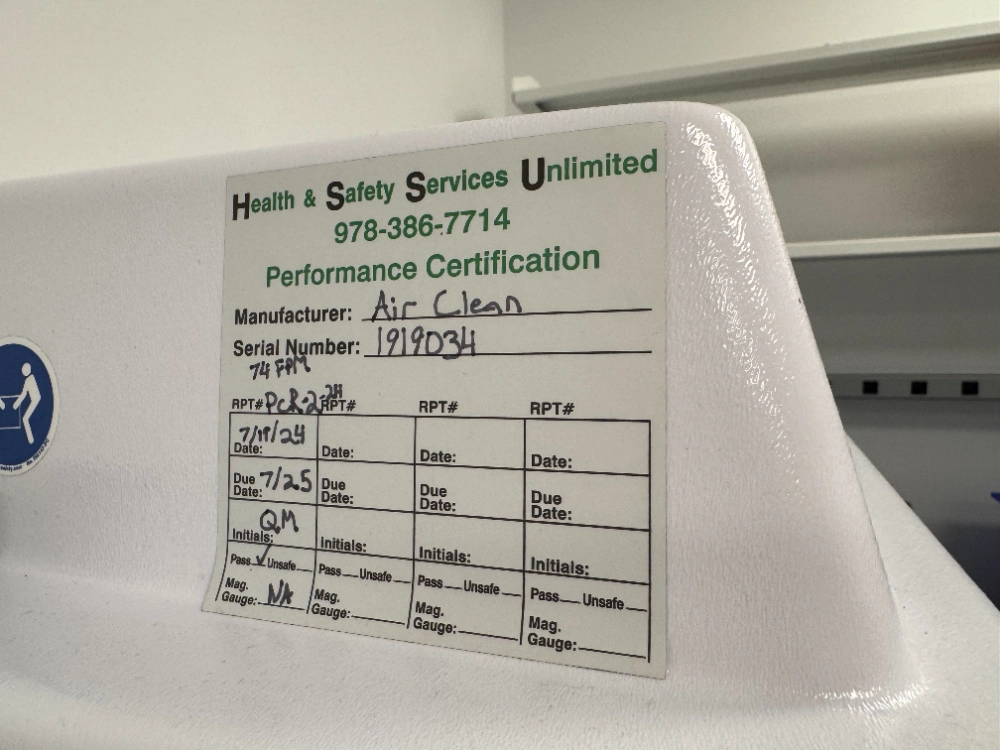 Health & Safety Services Unlimited
978-386-7714
Performance Certification
Manufacturer: Air Clean
Serial Number: 1919034
74 FPM
RPT# PCR-2-24 RPT# RPT# RPT#
7/19/24
Date: Date: Date: Date:
Due Date: 7/25 Due Date: Due Date: Due Date:
QM
Initials: Initials: Initials: Initials:
Pass ✓ Unsafe Pass Unsafe Pass Unsafe Pass Unsafe
Mag. Gauge: NA Mag. Gauge: Mag. Gauge: Mag. Gauge: